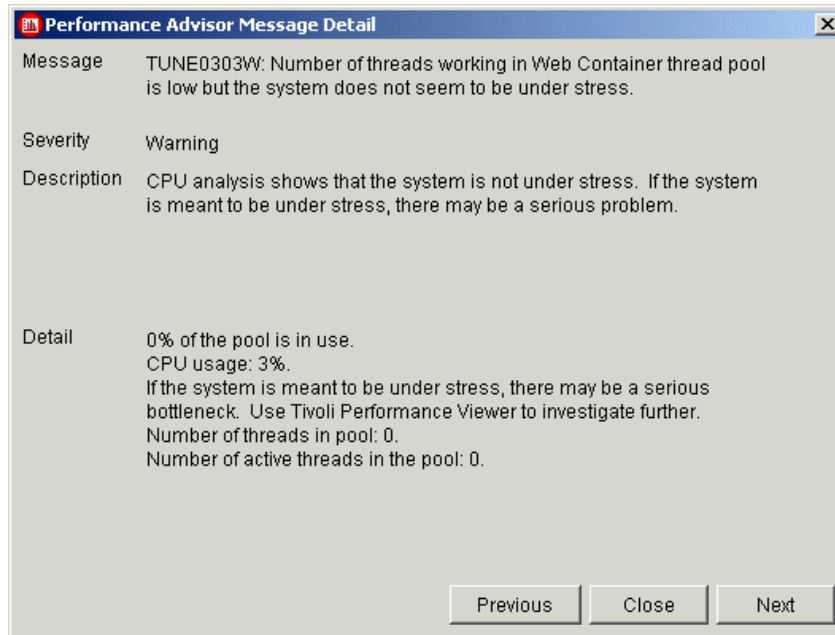 Performance Advisor Message Detail
Message TUNE0303W: Number of threads working in Web Container thread pool
is low but the system does not seem to be under stress.
Severity Warning
Description CPU analysis shows that the system is not under stress. If the system
is meant to be under stress, there may be a serious problem.
Detail 0% of the pool is in use.
CPU usage: 3%.
If the system is meant to be under stress, there may be a serious
bottleneck. Use Tivoli Performance Viewer to investigate further.
Number of threads in pool: 0.
Number of active threads in the pool: 0.
Previous Close Next